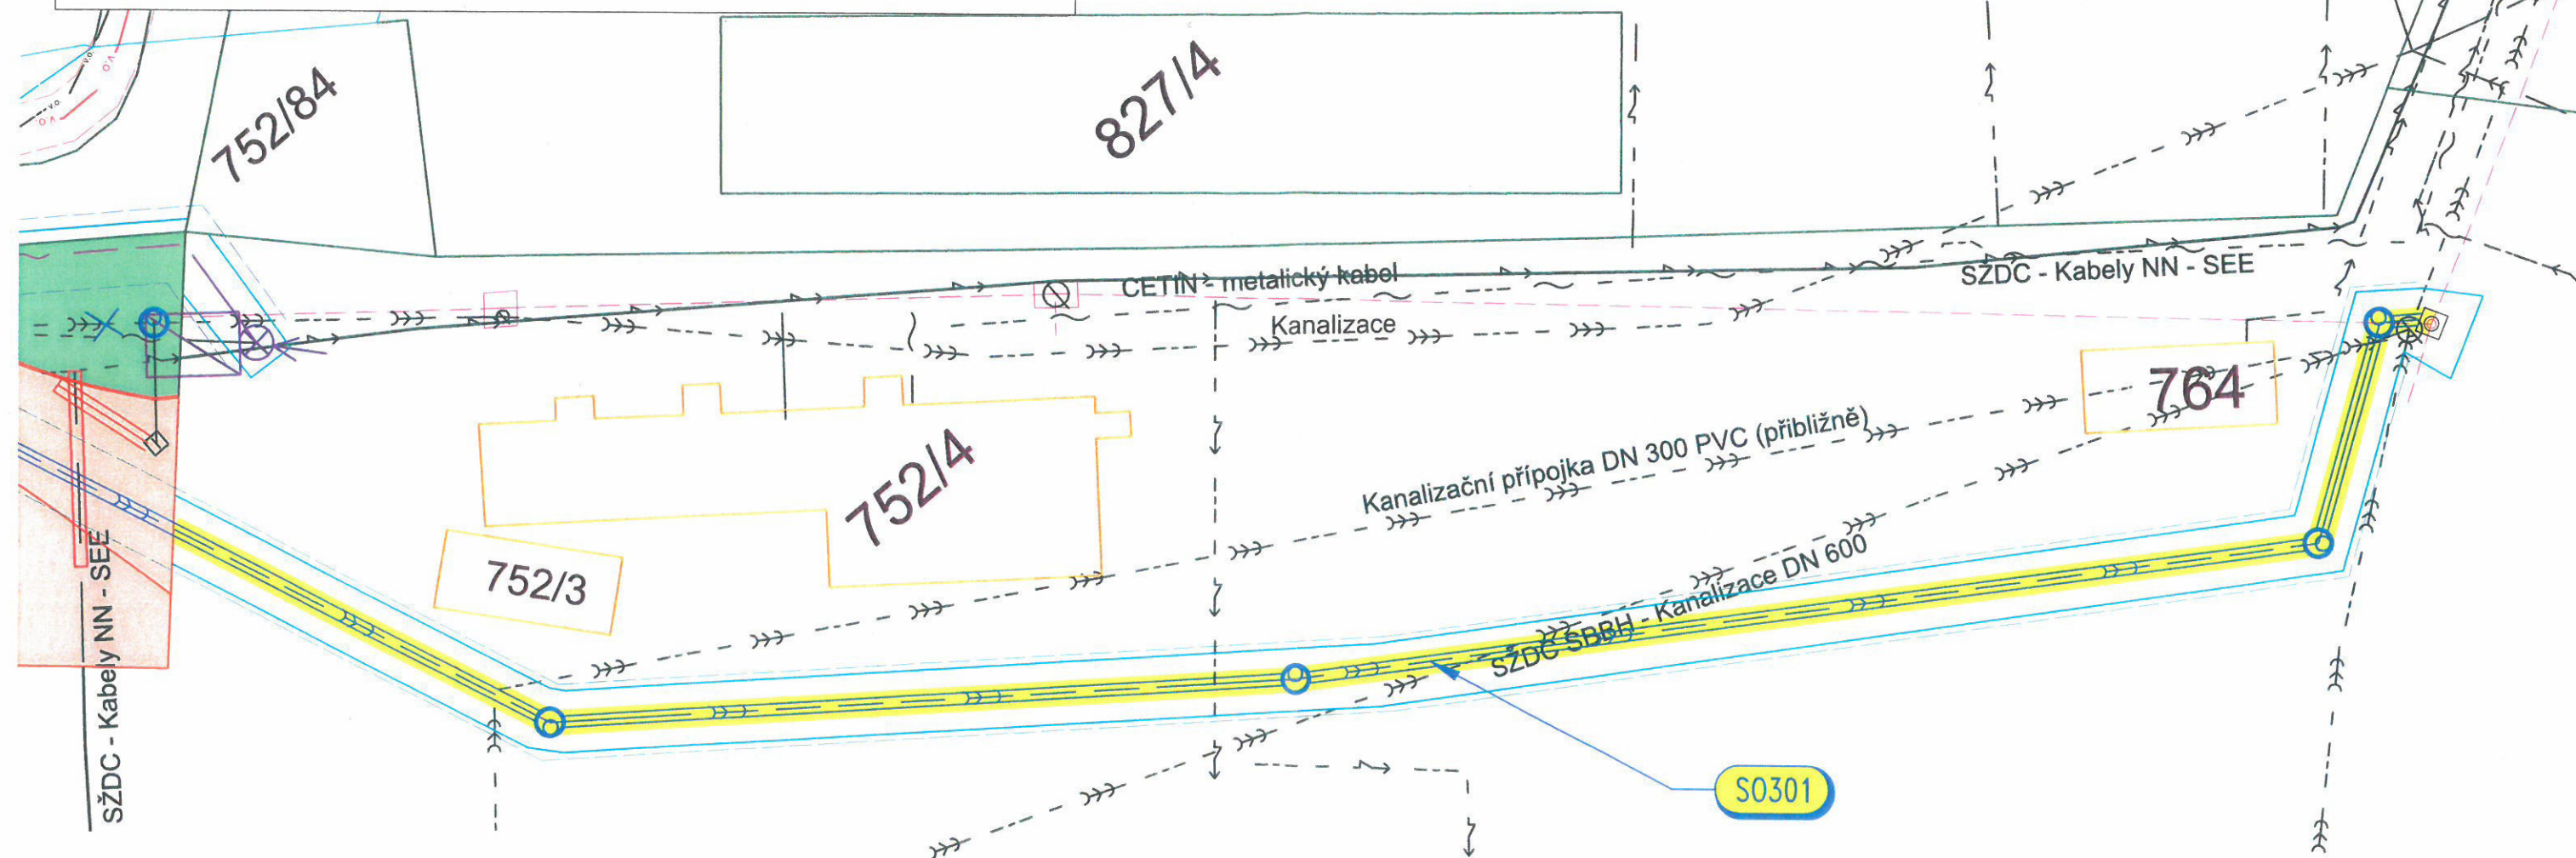 v.o.
V.O.
v.o.
V.O.
752/84
827/4
CETIN - metalický kabel
SŽDC - Kabely NN - SEE
Kanalizace
764
Kanalizační přípojka DN 300 PVC (přibližně)
752/4
752/3
SŽDC - Kabely NN - SEE
SŽDC SBBH - Kanalizace DN 600
SO301